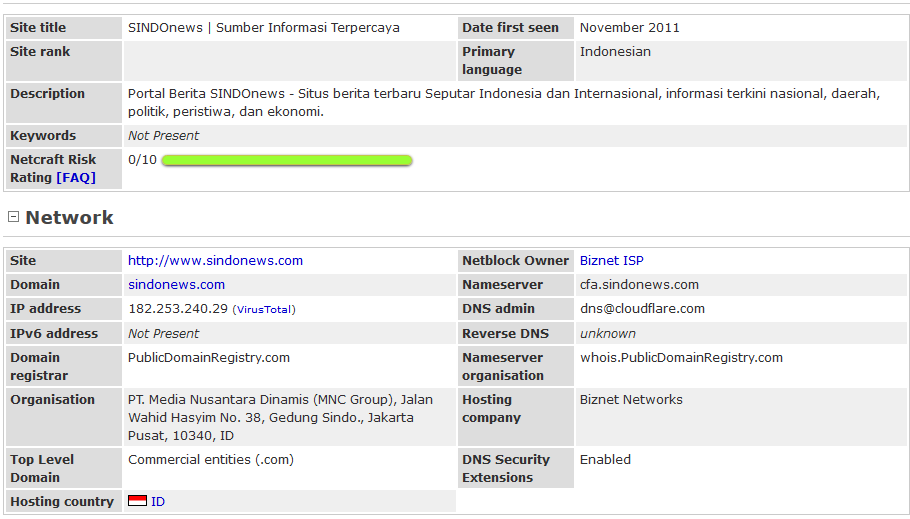 Site title SINDOnews | Sumber Informasi Terpercaya Date first seen November 2011
Site rank Primary Indonesian
language
Description Portal Berita SINDOnews - Situs berita terbaru Seputar Indonesia dan Internasional, informasi terkini nasional, daerah,
politik, peristiwa, dan ekonomi.
Keywords Not Present
Netcraft Risk 0/10
Rating [FAQ]
Network
Site http://www.sindonews.com Netblock Owner Biznet ISP
Domain sindonews.com Nameserver cfa.sindonews.com
IP address 182.253.240.29 (VirusTotal) DNS admin dns@cloudflare.com
IPv6 address Not Present Reverse DNS unknown
Domain PublicDomainRegistry.com Nameserver whois.PublicDomainRegistry.com
registrar organisation
Organisation PT. Media Nusantara Dinamis (MNC Group), Jalan Hosting Biznet Networks
Wahid Hasyim No. 38, Gedung Sindo., Jakarta company
Pusat, 10340, ID
Top Level Commercial entities (.com) DNS Security Enabled
Domain Extensions
Hosting country ID